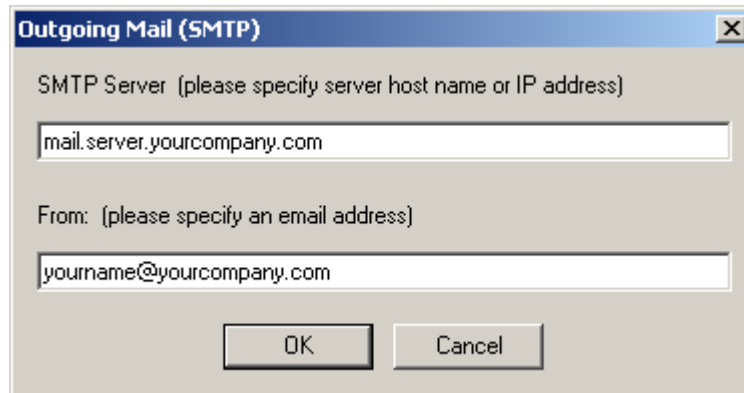 Outgoing Mail (SMTP)
SMTP Server (please specify server host name or IP address)
mail.server.yourcompany.com
From: (please specify an email address)
yourname@yourcompany.com
OK Cancel